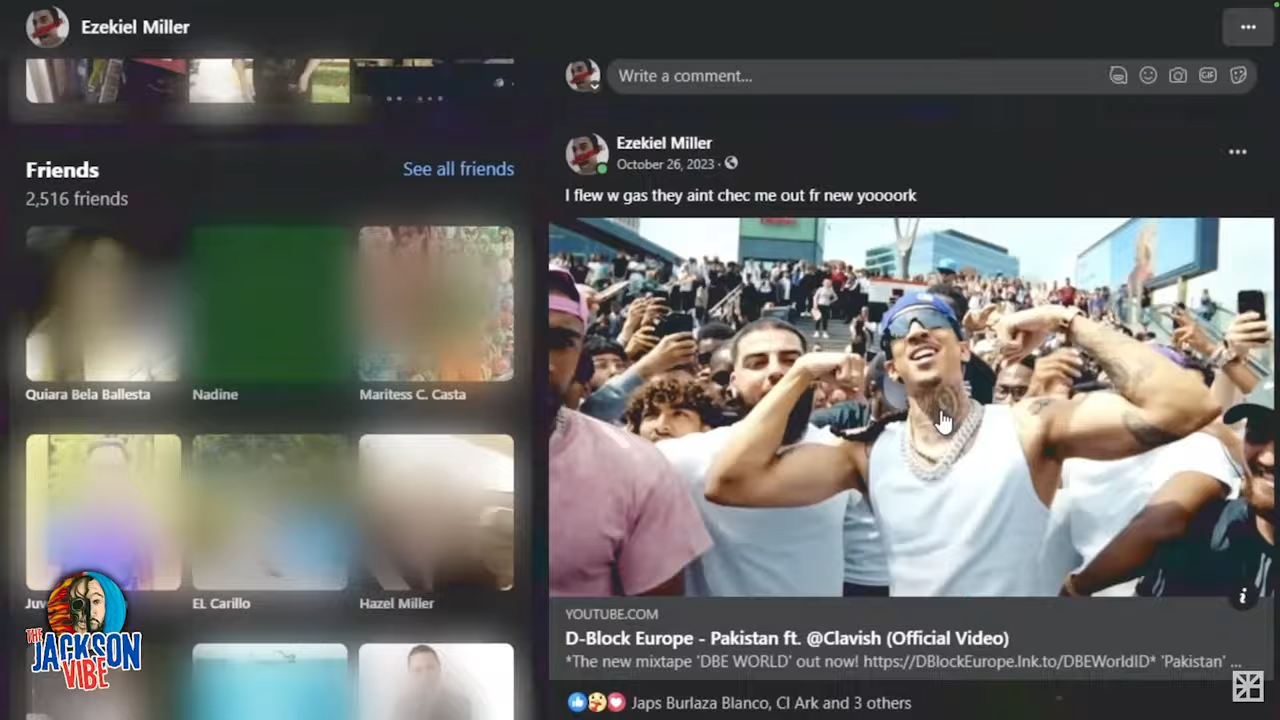 Ezekiel Miller
Write a comment...
GIF
Friends
See all friends
2,516 friends
Ezekiel Miller
October 26, 2023 ·
I flew w gas they aint chec me out fr new yoooork
Quiara Bela Ballesta
Nadine
Maritess C. Casta
EL Carillo
Hazel Miller
THE
JACKSON
VIBE
YOUTUBE.COM
D-Block Europe - Pakistan ft. @Clavish (Official Video)
*The new mixtape 'DBE WORLD' out now! https://DBlockEurope.lnk.to/DBEWorldID* 'Pakistan' ...
Japs Burlaza Blanco, CI Ark and 3 others